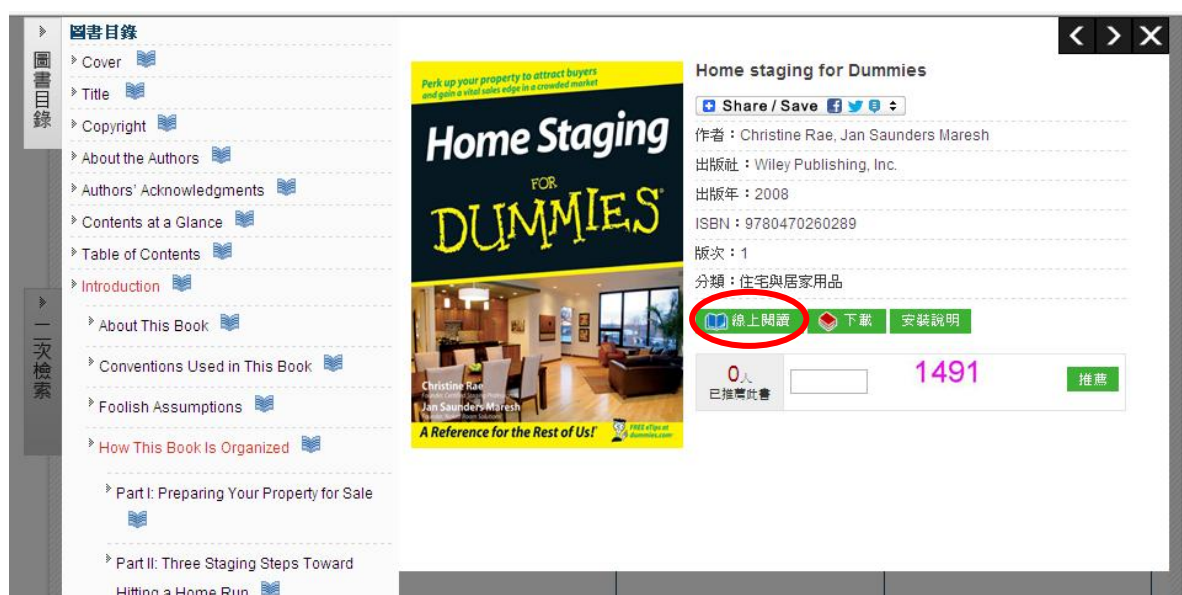 圖書目錄
圖書目錄
Cover
Title
Copyright
About the Authors
Authors' Acknowledgments
Contents at a Glance
Table of Contents
Introduction
About This Book
Conventions Used in This Book
Foolish Assumptions
How This Book Is Organized
Part I: Preparing Your Property for Sale
Part II: Three Staging Steps Toward
Hitting a Home Run
二次檢索
Perk up your property to attract buyers
and gain a vital sales edge in a crowded market
Home Staging
FOR
DUMMIES
Christine Rae
Jan Saunders Maresh
A Reference for the Rest of Us!
FREE eTips at
dummies.com
Home staging for Dummies
Share / Save
作者：Christine Rae, Jan Saunders Maresh
出版社：Wiley Publishing, Inc.
出版年：2008
ISBN：9780470260289
版次：1
分類：住宅與居家用品
線上閱讀 下載 安裝說明
0人
已推薦此書
1491
推薦